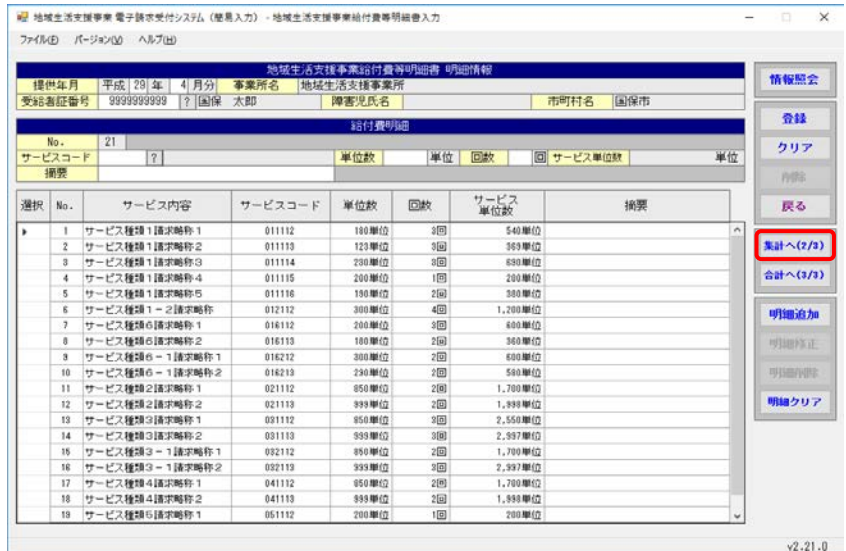 地域生活支援事業 電子請求受付システム（簡易入力） - 地域生活支援事業給付費等明細書入力
ファイル(F) バージョン(V) ヘルプ(H)
地域生活支援事業給付費等明細書 明細情報
提供年月 平成 29 年 4 月分 事業所名 地域生活支援事業所
受給者証番号 9999999999 ? 国保 太郎 障害児氏名 市町村名 国保市
給付費明細
No. 21
サービスコード ? 単位数 単位 回数 回 サービス単位数 単位
摘要
選択 No. サービス内容 サービスコード 単位数 回数 サービス単位数 摘要
1 サービス種類１請求略称１ 011112 180単位 3回 540単位
2 サービス種類１請求略称２ 011113 123単位 3回 369単位
3 サービス種類１請求略称３ 011114 230単位 3回 690単位
4 サービス種類１請求略称４ 011115 200単位 1回 200単位
5 サービス種類１請求略称５ 011116 190単位 2回 380単位
6 サービス種類１－２請求略称 012112 300単位 4回 1,200単位
7 サービス種類６請求略称１ 016112 200単位 3回 600単位
8 サービス種類６請求略称２ 016113 180単位 2回 360単位
9 サービス種類６－１請求略称１ 016212 300単位 2回 600単位
10 サービス種類６－１請求略称２ 016213 290単位 2回 580単位
11 サービス種類２請求略称１ 021112 850単位 2回 1,700単位
12 サービス種類２請求略称２ 021113 999単位 2回 1,998単位
13 サービス種類３請求略称１ 031112 850単位 3回 2,550単位
14 サービス種類３請求略称２ 031113 999単位 3回 2,997単位
15 サービス種類３－１請求略称１ 032112 850単位 2回 1,700単位
16 サービス種類３－１請求略称２ 032113 999単位 3回 2,997単位
17 サービス種類４請求略称１ 041112 850単位 2回 1,700単位
18 サービス種類４請求略称２ 041113 999単位 2回 1,998単位
19 サービス種類５請求略称１ 051112 200単位 1回 200単位
情報照会
登録
クリア
削除
戻る
集計へ(2/3)
合計へ(3/3)
明細追加
明細修正
明細削除
明細クリア
v2.21.0